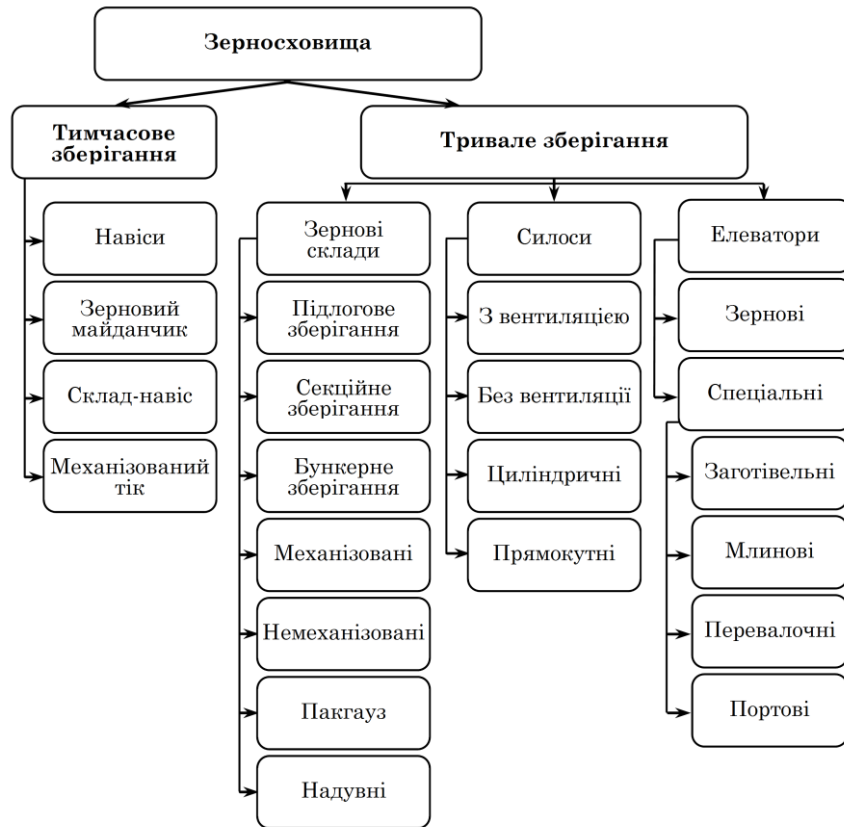 Зерносховища
Тимчасове
зберігання
Тривале зберігання
Навіси
Зерновий
майданчик
Склад-навіс
Механізований
тік
Зернові
склади
Підлогове
зберігання
Секційне
зберігання
Бункерне
зберігання
Механізовані
Немеханізовані
Пакгауз
Надувні
Силоси
З вентиляцією
Без вентиляції
Циліндричні
Прямокутні
Елеватори
Зернові
Спеціальні
Заготівельні
Млинові
Перевалочні
Портові